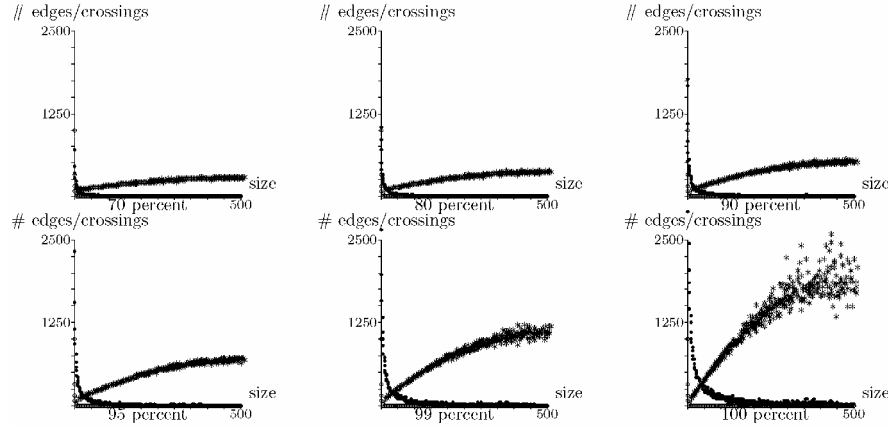 # edges/crossings
2500
1250
size
70 percent
500
# edges/crossings
2500
1250
size
80 percent
500
# edges/crossings
2500
1250
size
90 percent
500
# edges/crossings
2500
1250
size
95 percent
500
# edges/crossings
2500
1250
size
99 percent
500
# edges/crossings
2500
1250
size
100 percent
500